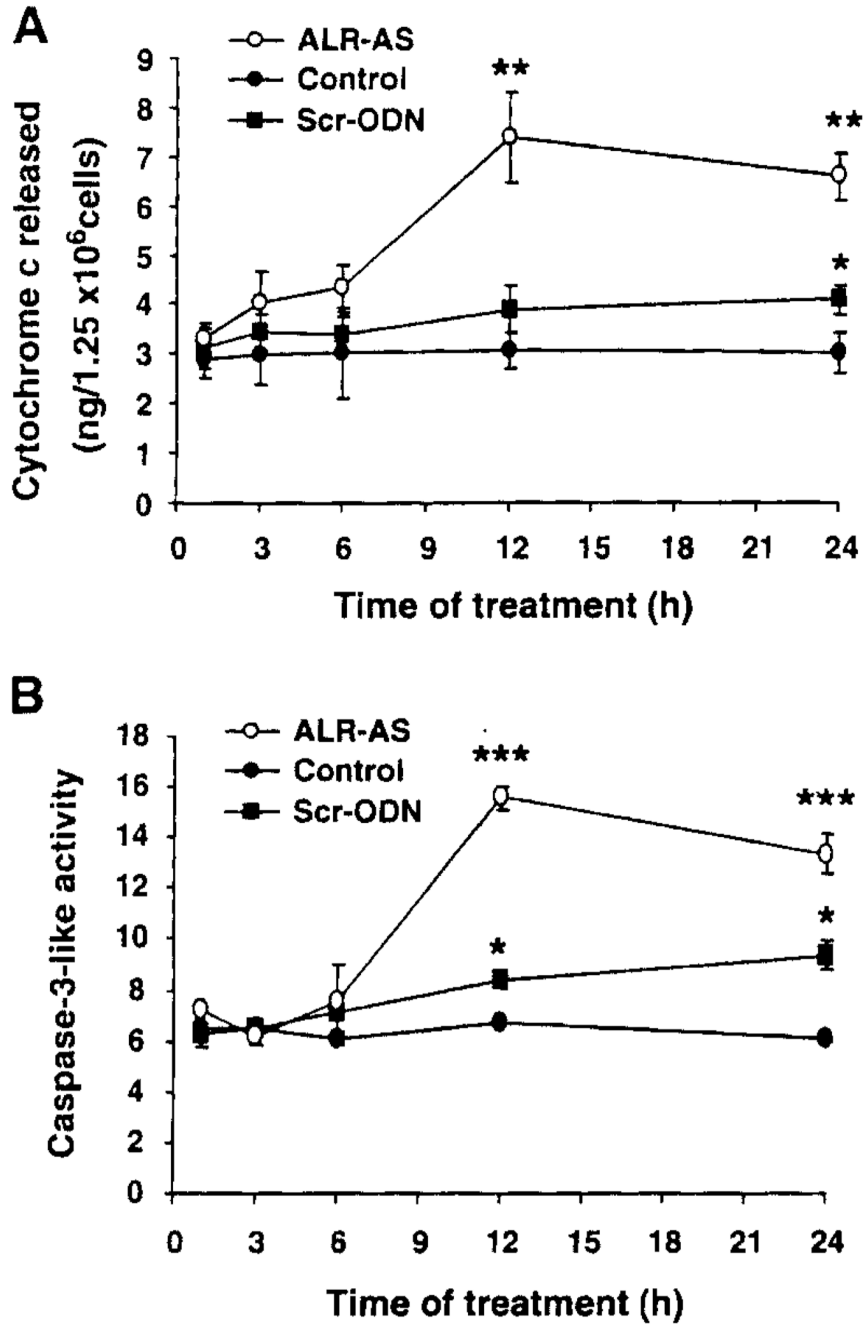 A
ALR-AS
Control
Scr-ODN
**
**
*
9
8
7
6
5
4
3
2
1
0
Cytochrome c released
(ng/1.25 x10⁶cells)
0 3 6 9 12 15 18 21 24
Time of treatment (h)
B
ALR-AS
Control
Scr-ODN
***
***
*
*
18
16
14
12
10
8
6
4
2
0
Caspase-3-like activity
0 3 6 9 12 15 18 21 24
Time of treatment (h)